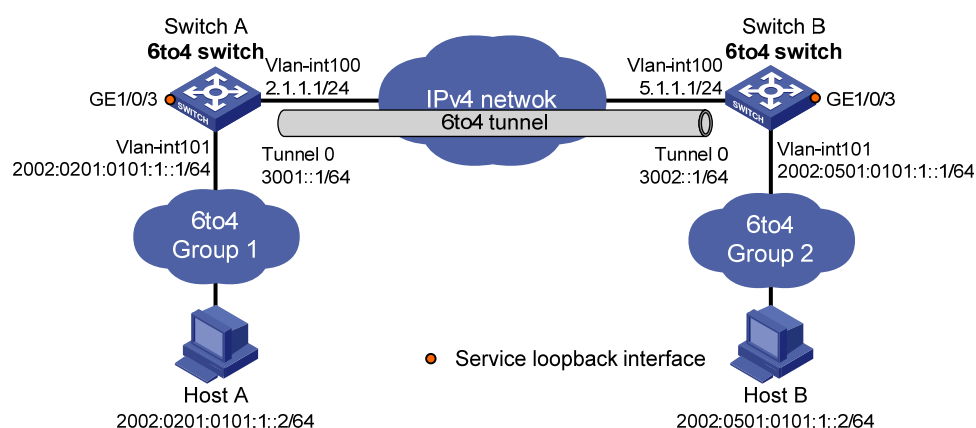 Switch A
6to4 switch
Vlan-int100
2.1.1.1/24
GE1/0/3
SWITCH
Vlan-int101
2002:0201:0101:1::1/64
Tunnel 0
3001::1/64
IPv4 netwok
6to4 tunnel
Switch B
6to4 switch
Vlan-int100
5.1.1.1/24
GE1/0/3
SWITCH
Tunnel 0
3002::1/64
Vlan-int101
2002:0501:0101:1::1/64
6to4
Group 1
6to4
Group 2
Service loopback interface
Host A
2002:0201:0101:1::2/64
Host B
2002:0501:0101:1::2/64